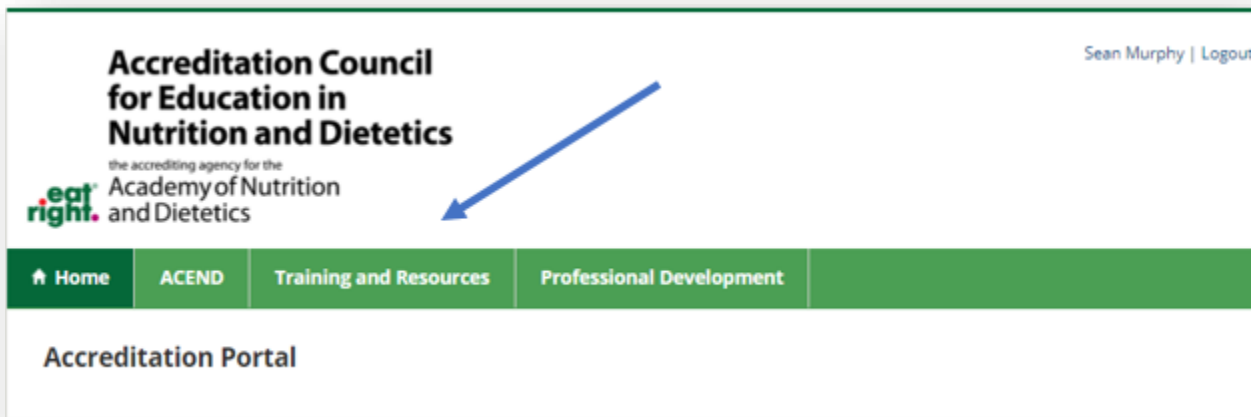 Accreditation Council
for Education in
Nutrition and Dietetics
the accrediting agency for the
eat right. Academy of Nutrition
and Dietetics
Sean Murphy | Logout
Home ACEND Training and Resources Professional Development
Accreditation Portal